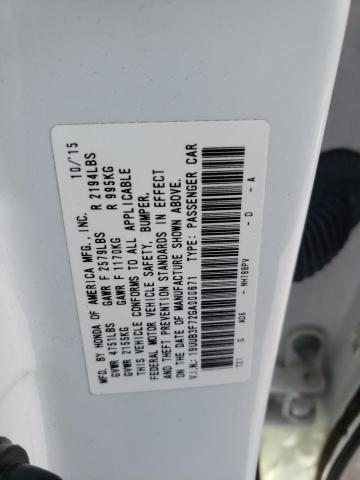 MFD. BY HONDA OF AMERICA MFG., INC. 10/'15
GVWR 4751LBS GAWR F 2579LBS R 2194LBS
GVWR 2155KG GAWR F 1170KG R 995KG
THIS VEHICLE CONFORMS TO ALL APPLICABLE
FEDERAL MOTOR VEHICLE SAFETY, BUMPER,
AND THEFT PREVENTION STANDARDS IN EFFECT
ON THE DATE OF MANUFACTURE SHOWN ABOVE.
V.I.N.: 19UUB3F72GA000671 TYPE: PASSENGER CAR
G AD6 - NH788PV - D - A